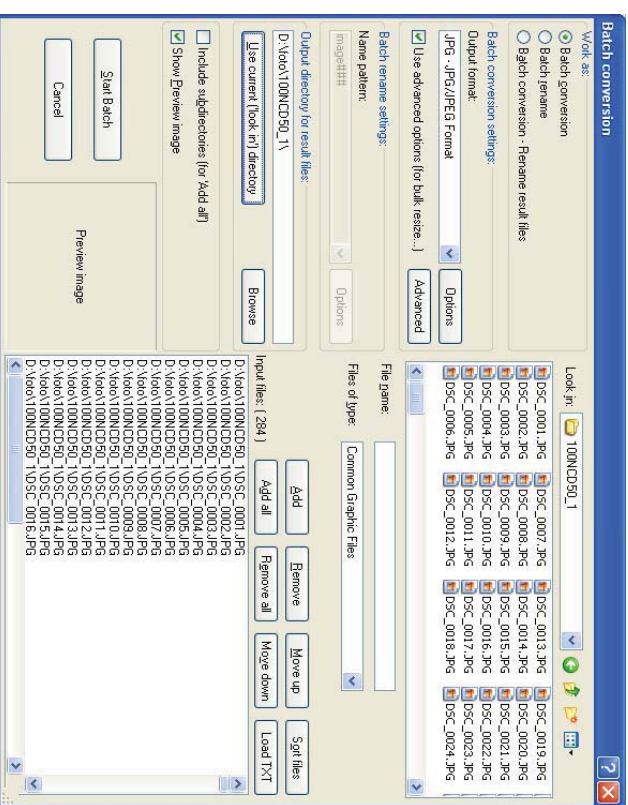 Batch conversion
Work as:
Batch conversion
Batch rename
Batch conversion - Rename result files
Batch conversion settings:
Output format:
JPG - JPG/JPEG Format
Options
Use advanced options (for bulk resize...)
Advanced
Batch rename settings:
Name pattern:
image###
Options
Output directory for result files:
D:\foto\100NCD50_1\
Use current ('look in') directory
Browse
Include subdirectories (for 'Add all')
Show Preview image
Start Batch
Cancel
Preview image
Look in:
100NCD50_1
DSC_0001.JPG DSC_0007.JPG DSC_0013.JPG DSC_0019.JPG
DSC_0002.JPG DSC_0008.JPG DSC_0014.JPG DSC_0020.JPG
DSC_0003.JPG DSC_0009.JPG DSC_0015.JPG DSC_0021.JPG
DSC_0004.JPG DSC_0010.JPG DSC_0016.JPG DSC_0022.JPG
DSC_0005.JPG DSC_0011.JPG DSC_0017.JPG DSC_0023.JPG
DSC_0006.JPG DSC_0012.JPG DSC_0018.JPG DSC_0024.JPG
File name:
Files of type:
Common Graphic Files
Add Remove Move up Sort files
Input files: ( 284 )
Add all Remove all Move down Load TXT
D:\foto\100NCD50_1\DSC_0001.JPG
D:\foto\100NCD50_1\DSC_0002.JPG
D:\foto\100NCD50_1\DSC_0003.JPG
D:\foto\100NCD50_1\DSC_0004.JPG
D:\foto\100NCD50_1\DSC_0005.JPG
D:\foto\100NCD50_1\DSC_0006.JPG
D:\foto\100NCD50_1\DSC_0007.JPG
D:\foto\100NCD50_1\DSC_0008.JPG
D:\foto\100NCD50_1\DSC_0009.JPG
D:\foto\100NCD50_1\DSC_0010.JPG
D:\foto\100NCD50_1\DSC_0011.JPG
D:\foto\100NCD50_1\DSC_0012.JPG
D:\foto\100NCD50_1\DSC_0013.JPG
D:\foto\100NCD50_1\DSC_0014.JPG
D:\foto\100NCD50_1\DSC_0015.JPG
D:\foto\100NCD50_1\DSC_0016.JPG